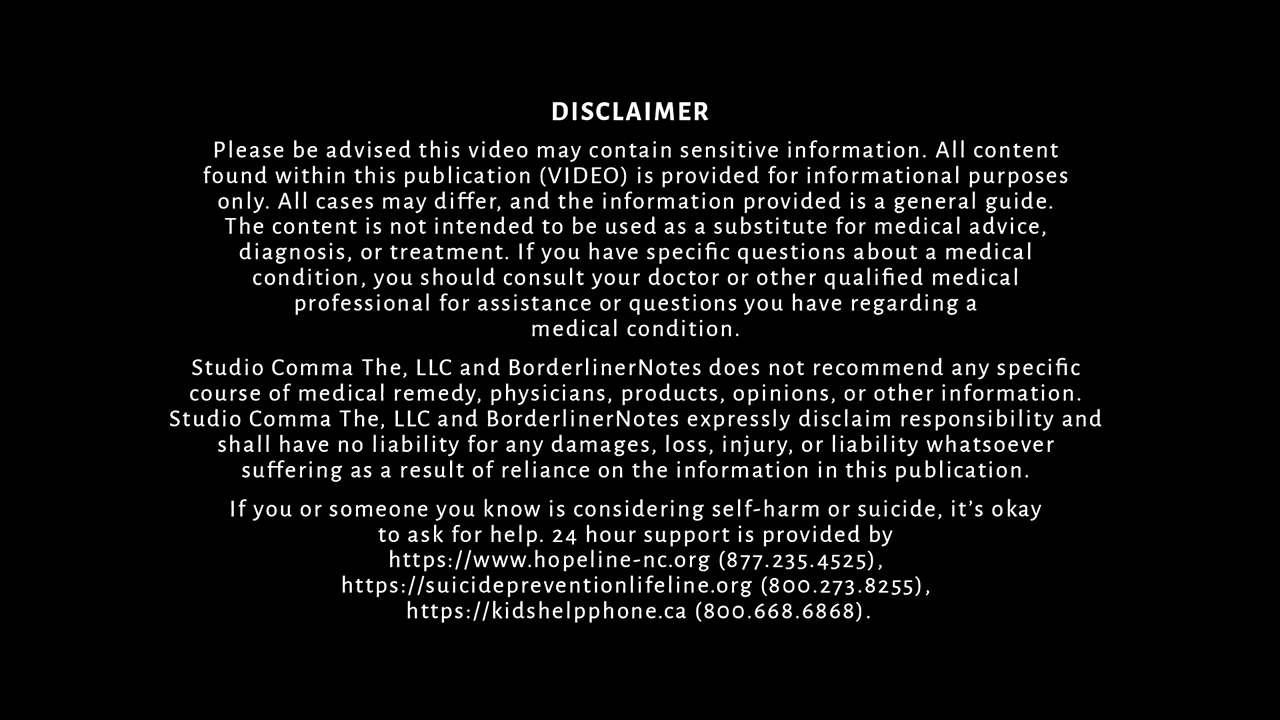 DISCLAIMER
Please be advised this video may contain sensitive information. All content
found within this publication (VIDEO) is provided for informational purposes
only. All cases may differ, and the information provided is a general guide.
The content is not intended to be used as a substitute for medical advice,
diagnosis, or treatment. If you have specific questions about a medical
condition, you should consult your doctor or other qualified medical
professional for assistance or questions you have regarding a
medical condition.
Studio Comma The, LLC and BorderlinerNotes does not recommend any specific
course of medical remedy, physicians, products, opinions, or other information.
Studio Comma The, LLC and BorderlinerNotes expressly disclaim responsibility and
shall have no liability for any damages, loss, injury, or liability whatsoever
suffering as a result of reliance on the information in this publication.
If you or someone you know is considering self-harm or suicide, it’s okay
to ask for help. 24 hour support is provided by
https://www.hopeline-nc.org (877.235.4525),
https://suicidepreventionlifeline.org (800.273.8255),
https://kidshelpphone.ca (800.668.6868).